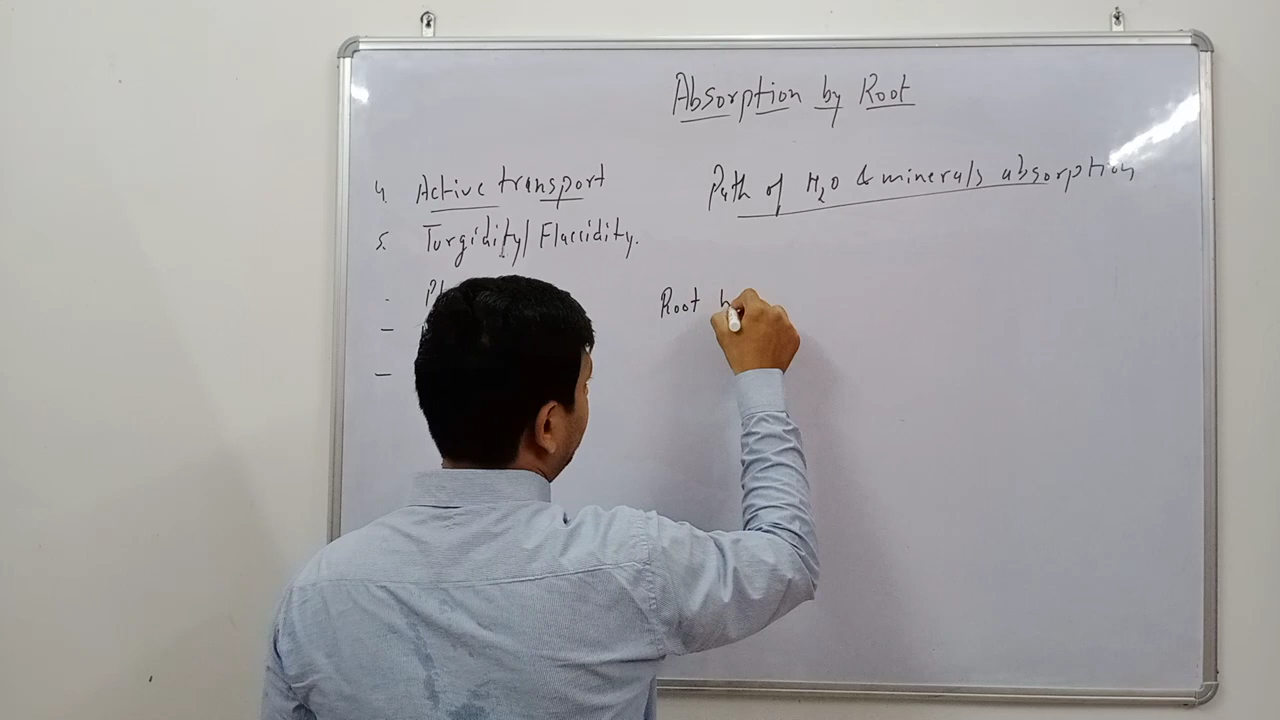 Absorption by Root
4. Active transport
5. Turgidity/Flaccidity.
Path of H₂O & minerals absorption
Root